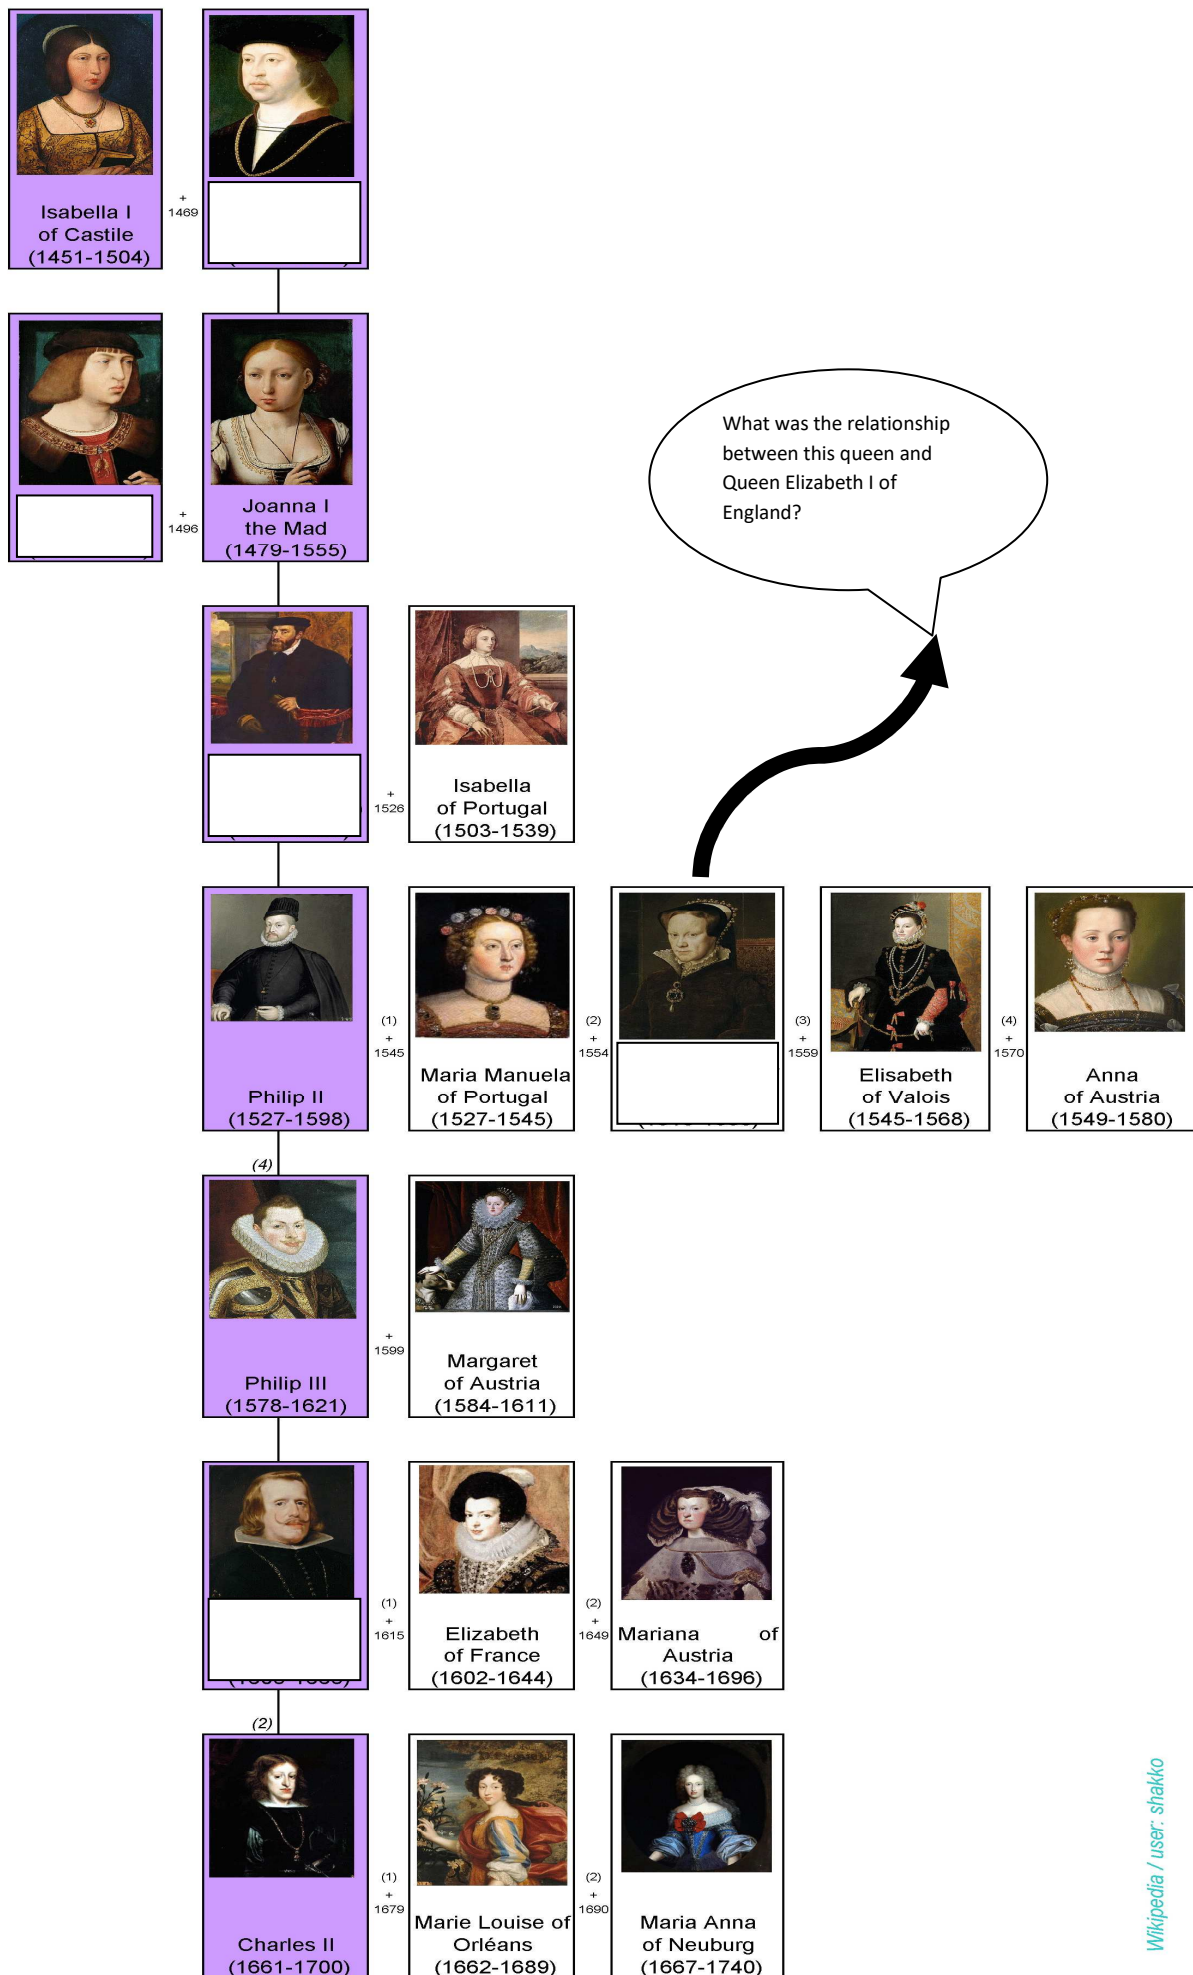 Isabella I
of Castile
(1451-1504)
+
1469
+
1496
Joanna I
the Mad
(1479-1555)
What was the relationship
between this queen and
Queen Elizabeth I of
England?
+
1526
Isabella
of Portugal
(1503-1539)
Philip II
(1527-1598)
(1)
+
1545
Maria Manuela
of Portugal
(1527-1545)
(2)
+
1554
(3)
+
1559
Elisabeth
of Valois
(1545-1568)
(4)
+
1570
Anna
of Austria
(1549-1580)
(4)
Philip III
(1578-1621)
+
1599
Margaret
of Austria
(1584-1611)
(1)
+
1615
Elizabeth
of France
(1602-1644)
(2)
+
1649
Mariana of
Austria
(1634-1696)
(2)
Charles II
(1661-1700)
(1)
+
1679
Marie Louise of
Orléans
(1662-1689)
(2)
+
1690
Maria Anna
of Neuburg
(1667-1740)
Wikipedia / user: shakko